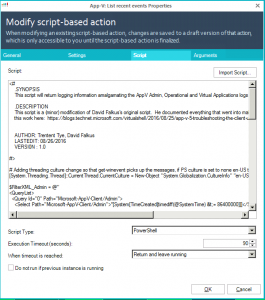 App-V: List recent events Properties
Modify script-based action
When modifying an existing script-based action, changes are saved to a draft version of that action,
which is only accessible to you until the script-based action is finalized.
General
Settings
Script
Arguments
Script:
Import Script...
<#
.SYNOPSIS
This script will return logging information amalgamating the AppV Admin, Operational and Virtual Applications
.DESCRIPTION
This script is a (minor) modification of David Falkus's original script. He documented everything that went into
this work here: https://blogs.technet.microsoft.com/virtualshell/2016/08/25/app-v-5-troubleshooting-the-client
AUTHOR: Trentent Tye, David Falkus
LASTEDIT: 08/26/2016
VERSION : 1.0
#>
# Adding threading culture change so that get-winevent picks up the messages, if PS culture is set to none en-US
[System.Threading.Thread]::CurrentThread.CurrentCulture = New-Object "System.Globalization.CultureInfo" "en-US
$filterXML_Admin = @"
<QueryList>
<Query Id="0" Path="Microsoft-AppV-Client/Admin">
<Select Path="Microsoft-AppV-Client/Admin">*[System[TimeCreated[timediff(@SystemTime) &lt;= 86400000]]]</
Script Type:
PowerShell
Execution Timeout (seconds):
90
When timeout is reached:
Return and leave running
Do not run if previous instance is running
OK
Cancel